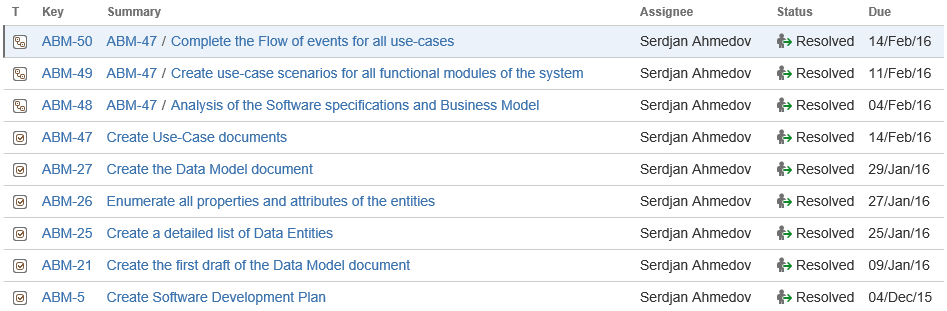 T Key Summary Assignee Status Due
ABM-50 ABM-47 / Complete the Flow of events for all use-cases Serdjan Ahmedov Resolved 14/Feb/16
ABM-49 ABM-47 / Create use-case scenarios for all functional modules of the system Serdjan Ahmedov Resolved 11/Feb/16
ABM-48 ABM-47 / Analysis of the Software specifications and Business Model Serdjan Ahmedov Resolved 04/Feb/16
ABM-47 Create Use-Case documents Serdjan Ahmedov Resolved 14/Feb/16
ABM-27 Create the Data Model document Serdjan Ahmedov Resolved 29/Jan/16
ABM-26 Enumerate all properties and attributes of the entities Serdjan Ahmedov Resolved 27/Jan/16
ABM-25 Create a detailed list of Data Entities Serdjan Ahmedov Resolved 25/Jan/16
ABM-21 Create the first draft of the Data Model document Serdjan Ahmedov Resolved 09/Jan/16
ABM-5 Create Software Development Plan Serdjan Ahmedov Resolved 04/Dec/15